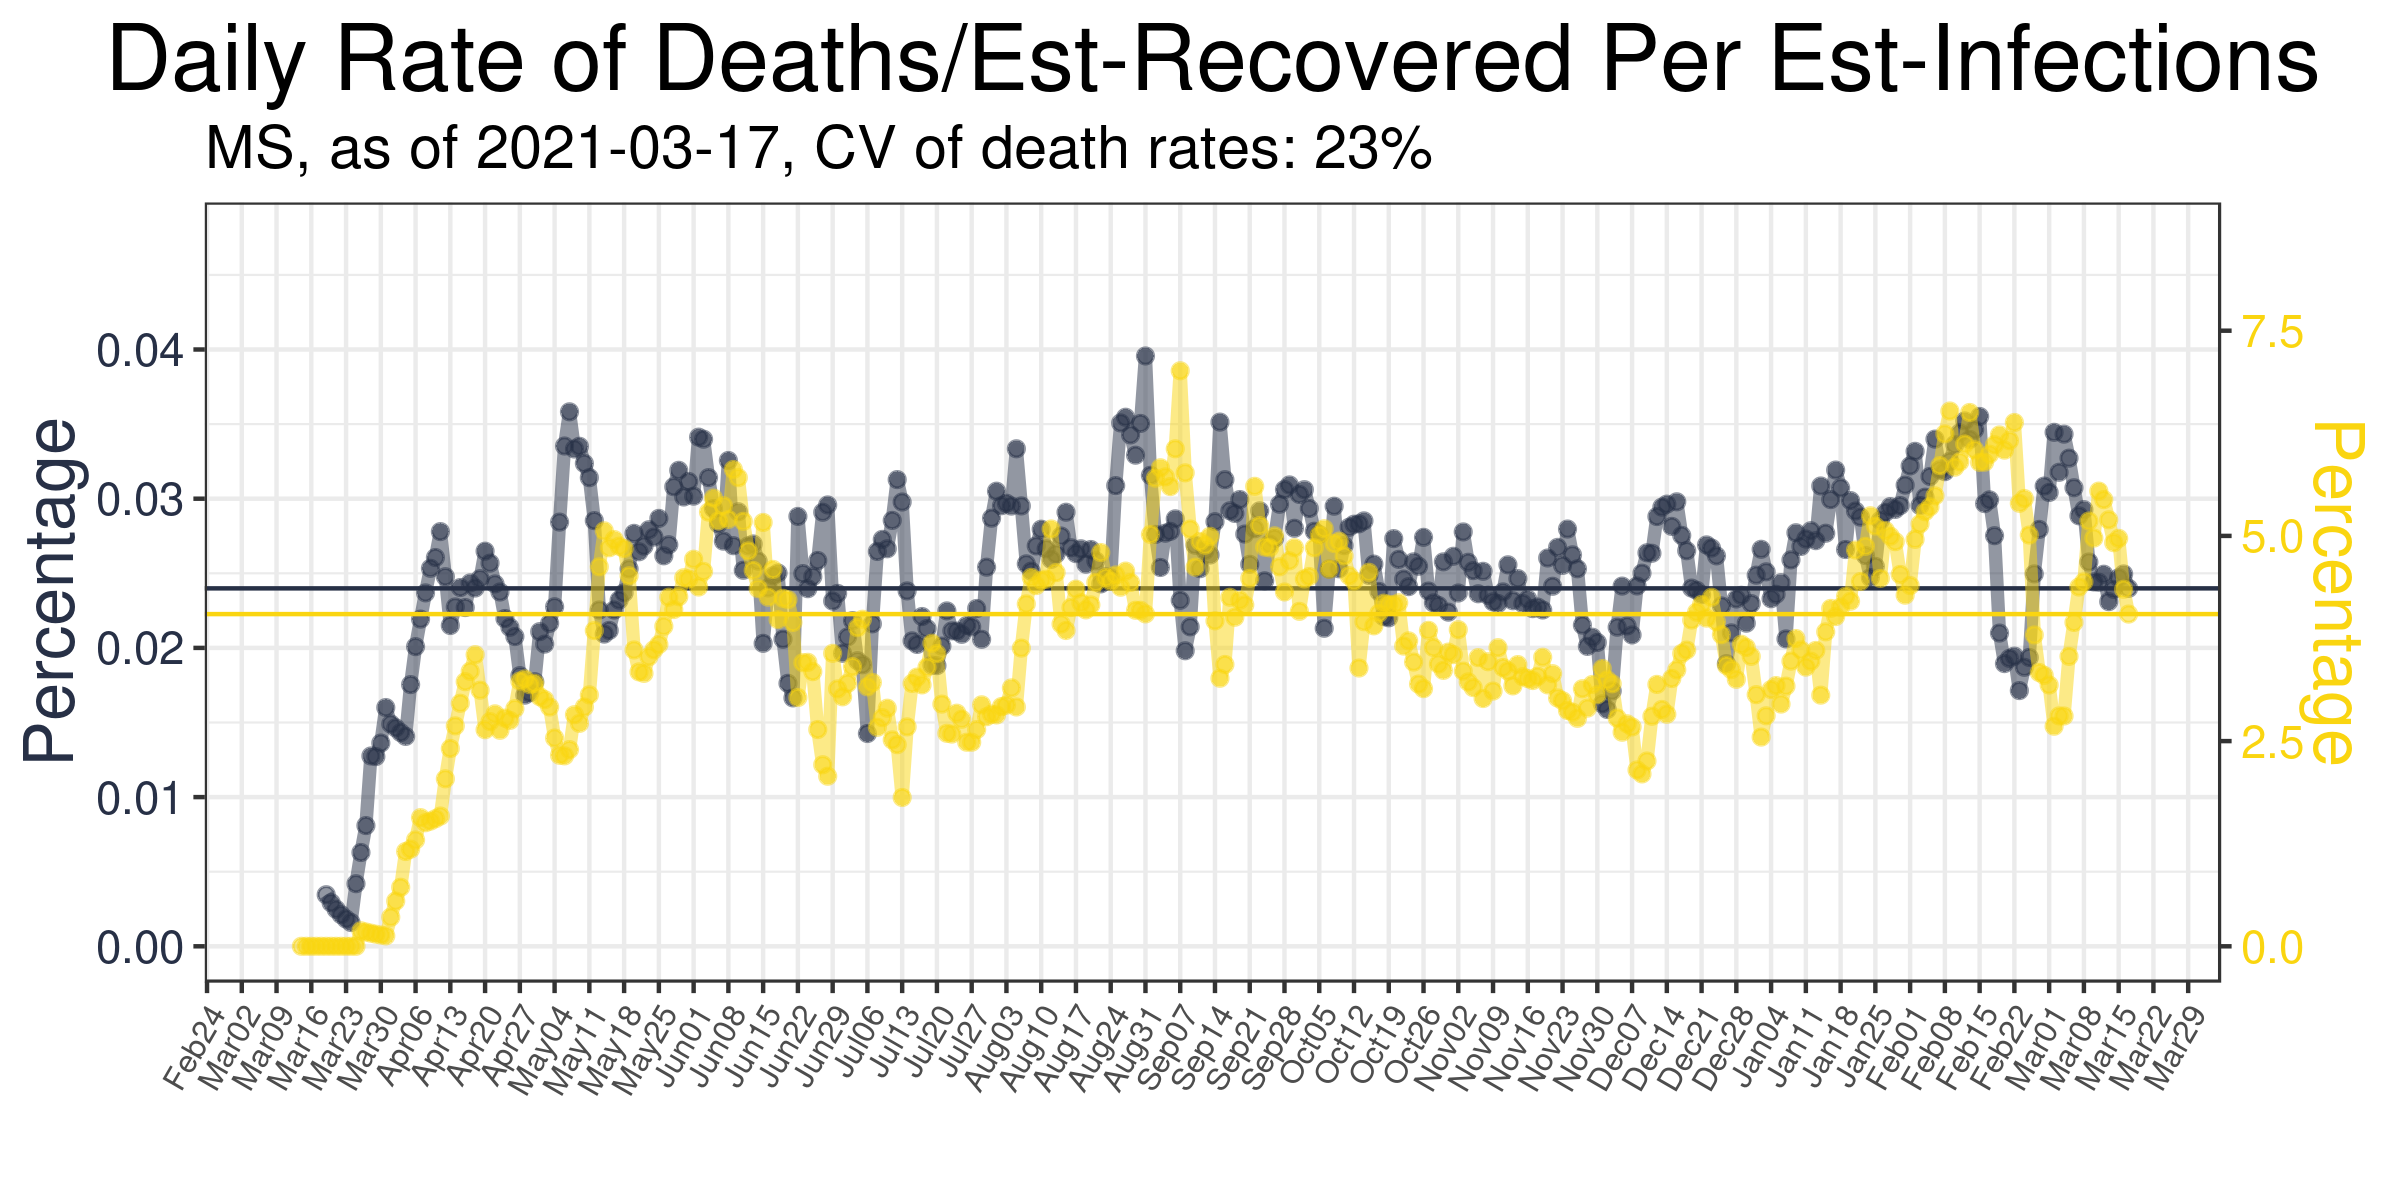 Daily Rate of Deaths/Est-Recovered Per Est-Infections
MS, as of 2021-03-17, CV of death rates: 23%
Percentage
0.04
0.03
0.02
0.01
0.00
7.5
5.0
2.5
0.0
Percentage
Feb24 Mar02 Mar09 Mar16 Mar23 Mar30 Apr06 Apr13 Apr20 Apr27 May04 May11 May18 May25 Jun01 Jun08 Jun15 Jun22 Jun29 Jul06 Jul13 Jul20 Jul27 Aug03 Aug10 Aug17 Aug24 Aug31 Sep07 Sep14 Sep21 Sep28 Oct05 Oct12 Oct19 Oct26 Nov02 Nov09 Nov16 Nov23 Nov30 Dec07 Dec14 Dec21 Dec28 Jan04 Jan11 Jan18 Jan25 Feb01 Feb08 Feb15 Feb22 Mar01 Mar08 Mar15 Mar22 Mar29